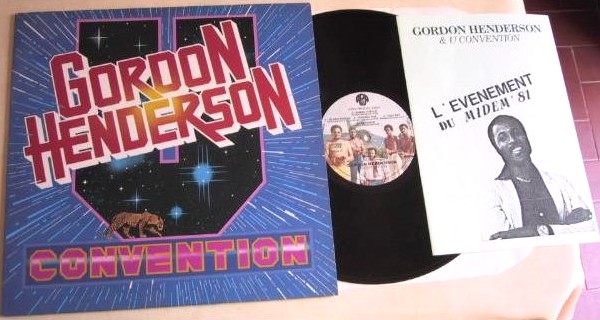 GORDON
HENDERSON
U
CONVENTION
GORDON HENDERSON
& U CONVENTION
L'EVENEMENT
DU MIDEM' 81